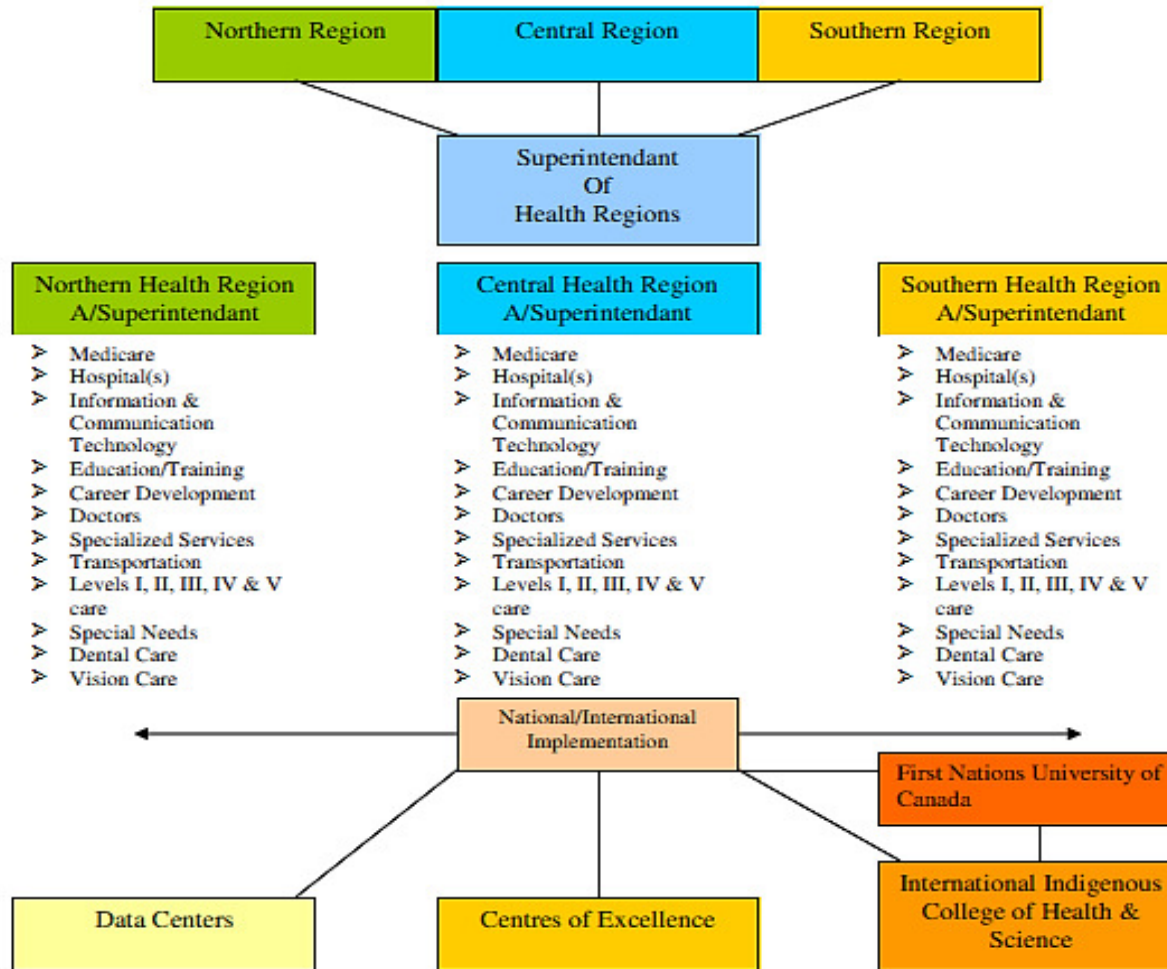 Northern Region
Central Region
Southern Region
Superintendant
Of
Health Regions
Northern Health Region
A/Superintendant
➢ Medicare
➢ Hospital(s)
➢ Information &
Communication
Technology
➢ Education/Training
➢ Career Development
➢ Doctors
➢ Specialized Services
➢ Transportation
➢ Levels I, II, III, IV & V
care
➢ Special Needs
➢ Dental Care
➢ Vision Care
Central Health Region
A/Superintendant
➢ Medicare
➢ Hospital(s)
➢ Information &
Communication
Technology
➢ Education/Training
➢ Career Development
➢ Doctors
➢ Specialized Services
➢ Transportation
➢ Levels I, II, III, IV & V
care
➢ Special Needs
➢ Dental Care
➢ Vision Care
Southern Health Region
A/Superintendant
➢ Medicare
➢ Hospital(s)
➢ Information &
Communication
Technology
➢ Education/Training
➢ Career Development
➢ Doctors
➢ Specialized Services
➢ Transportation
➢ Levels I, II, III, IV & V
care
➢ Special Needs
➢ Dental Care
➢ Vision Care
National/International
Implementation
First Nations University of
Canada
Data Centers
Centres of Excellence
International Indigenous
College of Health &
Science